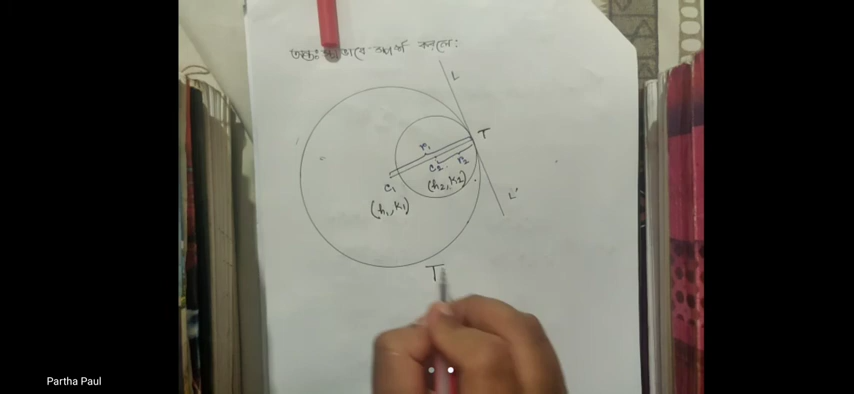 অন্তঃস্থভাবে স্পর্শ করলে:
L
T
r₁
C₂ r₂
C₁ (h₂, k₂)
L'
(h₁, k₁)
T
Partha Paul